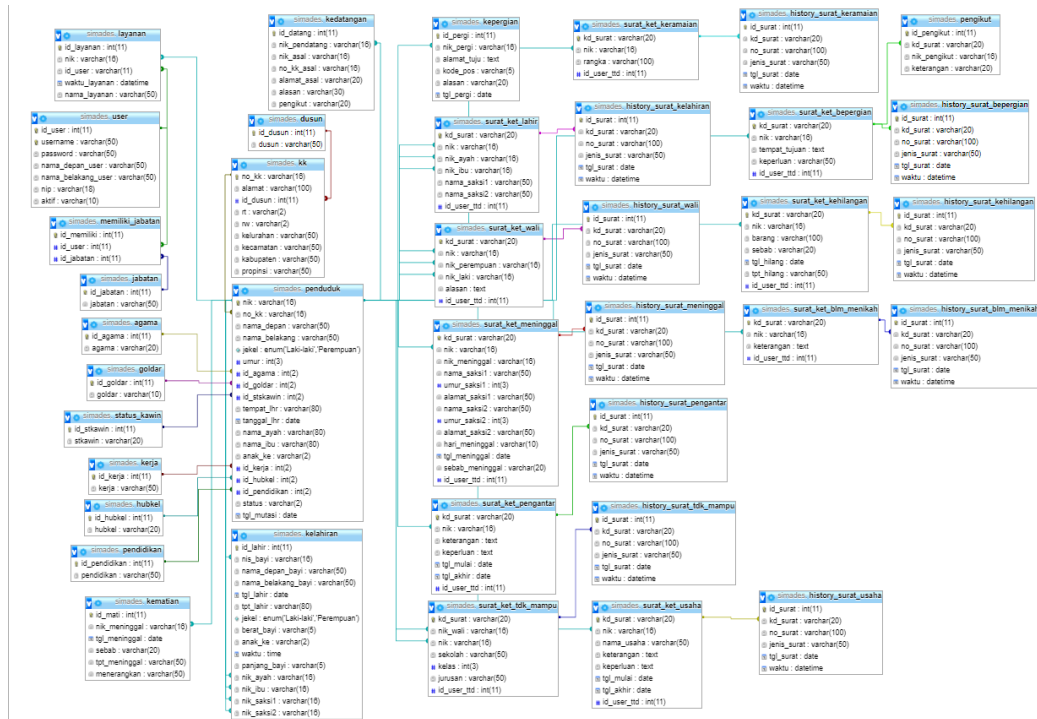 simades layanan
id_layanan : int(11)
nik : varchar(16)
id_user : varchar(11)
waktu_layanan : datetime
nama_layanan : varchar(50)
simades user
id_user : int(11)
username : varchar(50)
password : varchar(50)
nama_depan_user : varchar(50)
nama_belakang_user : varchar(50)
nip : varchar(18)
aktif : varchar(10)
simades memiliki_jabatan
id_memiliki : int(11)
id_user : int(11)
id_jabatan : int(11)
simades jabatan
id_jabatan : int(11)
jabatan : varchar(50)
simades agama
id_agama : int(11)
agama : varchar(20)
simades goldar
id_goldar : int(11)
goldar : varchar(10)
simades status_kawin
id_stkawin : int(11)
stkawin : varchar(20)
simades kerja
id_kerja : int(11)
kerja : varchar(50)
simades hubkel
id_hubkel : int(11)
hubkel : varchar(20)
simades pendidikan
id_pendidikan : int(11)
pendidikan : varchar(50)
simades kematian
id_mati : int(11)
nik_meninggal : varchar(16)
tgl_meninggal : date
sebab : varchar(20)
tpt_meninggal : varchar(50)
menerangkan : varchar(50)
simades kedatangan
id_datang : int(11)
nik_pendatang : varchar(16)
nik_asal : varchar(16)
no_kk_asal : varchar(16)
alamat_asal : varchar(20)
alasan : varchar(30)
pengikut : varchar(20)
simades dusun
id_dusun : int(11)
dusun : varchar(50)
simades kk
no_kk : varchar(16)
alamat : varchar(100)
id_dusun : int(11)
rt : varchar(2)
rw : varchar(2)
kelurahan : varchar(50)
kecamatan : varchar(50)
kabupaten : varchar(50)
propinsi : varchar(50)
simades penduduk
nik : varchar(16)
no_kk : varchar(16)
nama_depan : varchar(50)
nama_belakang : varchar(50)
jekel : enum('Laki-laki','Perempuan')
umur : int(3)
id_agama : int(2)
id_goldar : int(2)
id_stskawin : int(2)
tempat_lhr : varchar(80)
tanggal_lhr : date
nama_ayah : varchar(80)
nama_ibu : varchar(80)
anak_ke : varchar(2)
id_kerja : int(2)
id_hubkel : int(2)
id_pendidikan : int(2)
status : varchar(2)
tgl_mutasi : date
simades kelahiran
id_lahir : int(11)
nis_bayi : varchar(16)
nama_depan_bayi : varchar(50)
nama_belakang_bayi : varchar(50)
tgl_lahir : date
tpt_lahir : varchar(80)
jekel : enum('Laki-laki','Perempuan')
berat_bayi : varchar(5)
anak_ke : varchar(2)
waktu : time
panjang_bayi : varchar(5)
nik_ayah : varchar(16)
nik_ibu : varchar(16)
nik_saksi1 : varchar(16)
nik_saksi2 : varchar(16)
simades kepergian
id_pergi : int(11)
nik_pergi : varchar(16)
alamat_tuju : text
kode_pos : varchar(5)
alasan : varchar(20)
tgl_pergi : date
simades surat_ket_lahir
kd_surat : varchar(20)
nik : varchar(16)
nik_ayah : varchar(16)
nik_ibu : varchar(16)
nama_saksi1 : varchar(50)
nama_saksi2 : varchar(50)
id_user_ttd : int(11)
simades surat_ket_wali
kd_surat : varchar(20)
nik : varchar(16)
nik_perempuan : varchar(16)
nik_laki : varchar(16)
alasan : text
id_user_ttd : int(11)
simades surat_ket_meninggal
kd_surat : varchar(20)
nik : varchar(16)
nik_meninggal : varchar(16)
nama_saksi1 : varchar(50)
umur_saksi1 : int(3)
alamat_saksi1 : varchar(50)
nama_saksi2 : varchar(50)
umur_saksi2 : int(3)
alamat_saksi2 : varchar(50)
hari_meninggal : varchar(10)
tgl_meninggal : date
sebab_meninggal : varchar(20)
id_user_ttd : int(11)
simades surat_ket_pengantar
kd_surat : varchar(20)
nik : varchar(16)
keterangan : text
keperluan : text
tgl_mulai : date
tgl_akhir : date
id_user_ttd : int(11)
simades surat_ket_tdk_mampu
kd_surat : varchar(20)
nik_wali : varchar(16)
nik : varchar(16)
sekolah : varchar(50)
kelas : int(3)
jurusan : varchar(50)
id_user_ttd : int(11)
simades surat_ket_keramaian
kd_surat : varchar(20)
nik : varchar(16)
rangka : varchar(100)
id_user_ttd : int(11)
simades history_surat_kelahiran
id_surat : int(11)
kd_surat : varchar(20)
no_surat : varchar(100)
jenis_surat : varchar(50)
tgl_surat : date
waktu : datetime
simades history_surat_wali
id_surat : int(11)
kd_surat : varchar(20)
no_surat : varchar(100)
jenis_surat : varchar(50)
tgl_surat : date
waktu : datetime
simades history_surat_meninggal
id_surat : int(11)
kd_surat : varchar(20)
no_surat : varchar(100)
jenis_surat : varchar(50)
tgl_surat : date
waktu : datetime
simades history_surat_pengantar
id_surat : int(11)
kd_surat : varchar(20)
no_surat : varchar(100)
jenis_surat : varchar(50)
tgl_surat : date
waktu : datetime
simades history_surat_tdk_mampu
id_surat : int(11)
kd_surat : varchar(20)
no_surat : varchar(100)
jenis_surat : varchar(50)
tgl_surat : date
waktu : datetime
simades surat_ket_usaha
kd_surat : varchar(20)
nik : varchar(16)
nama_usaha : varchar(50)
keterangan : text
keperluan : text
tgl_mulai : date
tgl_akhir : date
id_user_ttd : int(11)
simades history_surat_keramaian
id_surat : int(11)
kd_surat : varchar(20)
no_surat : varchar(100)
jenis_surat : varchar(50)
tgl_surat : date
waktu : datetime
simades surat_ket_bepergian
kd_surat : varchar(20)
nik : varchar(16)
tempat_tujuan : text
keperluan : varchar(50)
id_user_ttd : int(11)
simades surat_ket_kehilangan
kd_surat : varchar(20)
nik : varchar(16)
barang : varchar(100)
sebab : varchar(20)
tgl_hilang : date
tpt_hilang : varchar(50)
id_user_ttd : int(11)
simades surat_ket_blm_menikah
kd_surat : varchar(20)
nik : varchar(16)
keterangan : text
id_user_ttd : int(11)
simades history_surat_usaha
id_surat : int(11)
kd_surat : varchar(20)
no_surat : varchar(100)
jenis_surat : varchar(50)
tgl_surat : date
waktu : datetime
simades pengikut
id_pengikut : int(11)
kd_surat : varchar(20)
nik_pengikut : varchar(16)
keterangan : varchar(20)
simades history_surat_bepergian
id_surat : int(11)
kd_surat : varchar(20)
no_surat : varchar(100)
jenis_surat : varchar(50)
tgl_surat : date
waktu : datetime
simades history_surat_kehilangan
id_surat : int(11)
kd_surat : varchar(20)
no_surat : varchar(100)
jenis_surat : varchar(50)
tgl_surat : date
waktu : datetime
simades history_surat_blm_menikah
id_surat : int(11)
kd_surat : varchar(20)
no_surat : varchar(100)
jenis_surat : varchar(50)
tgl_surat : date
waktu : datetime